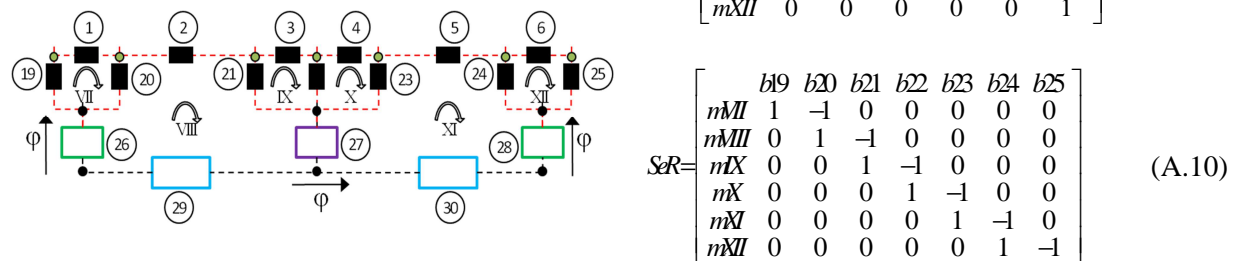 mXII 0 0 0 0 0 1
1 2 3 4 5 6
19 20 21 23 24 25
VII IX X XII
VIII XI
φ 26 27 28 φ
φ
29 30
b19 b20 b21 b22 b23 b24 b25
mVII 1 −1 0 0 0 0 0
mVIII 0 1 −1 0 0 0 0
SeR= mIX 0 0 1 −1 0 0 0 (A.10)
mX 0 0 0 1 −1 0 0
mXI 0 0 0 0 1 −1 0
mXII 0 0 0 0 0 1 −1